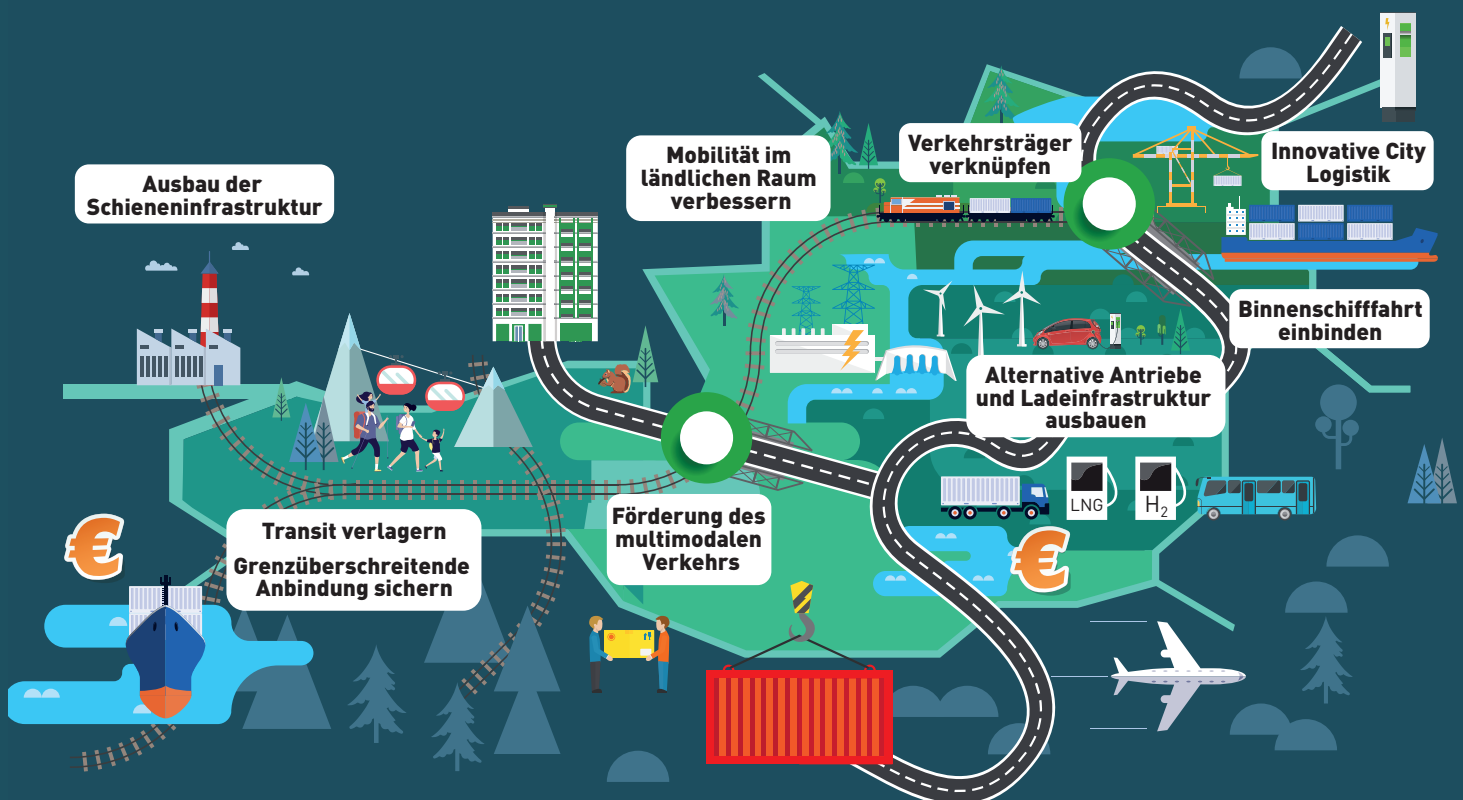 Ausbau der
Schieneninfrastruktur
Mobilität im
ländlichen Raum
verbessern
Verkehrsträger
verknüpfen
Innovative City
Logistik
Binnenschifffahrt
einbinden
Alternative Antriebe
und Ladeinfrastruktur
ausbauen
LNG
H₂
Transit verlagern
Grenzüberschreitende
Anbindung sichern
€
Förderung des
multimodalen
Verkehrs
€